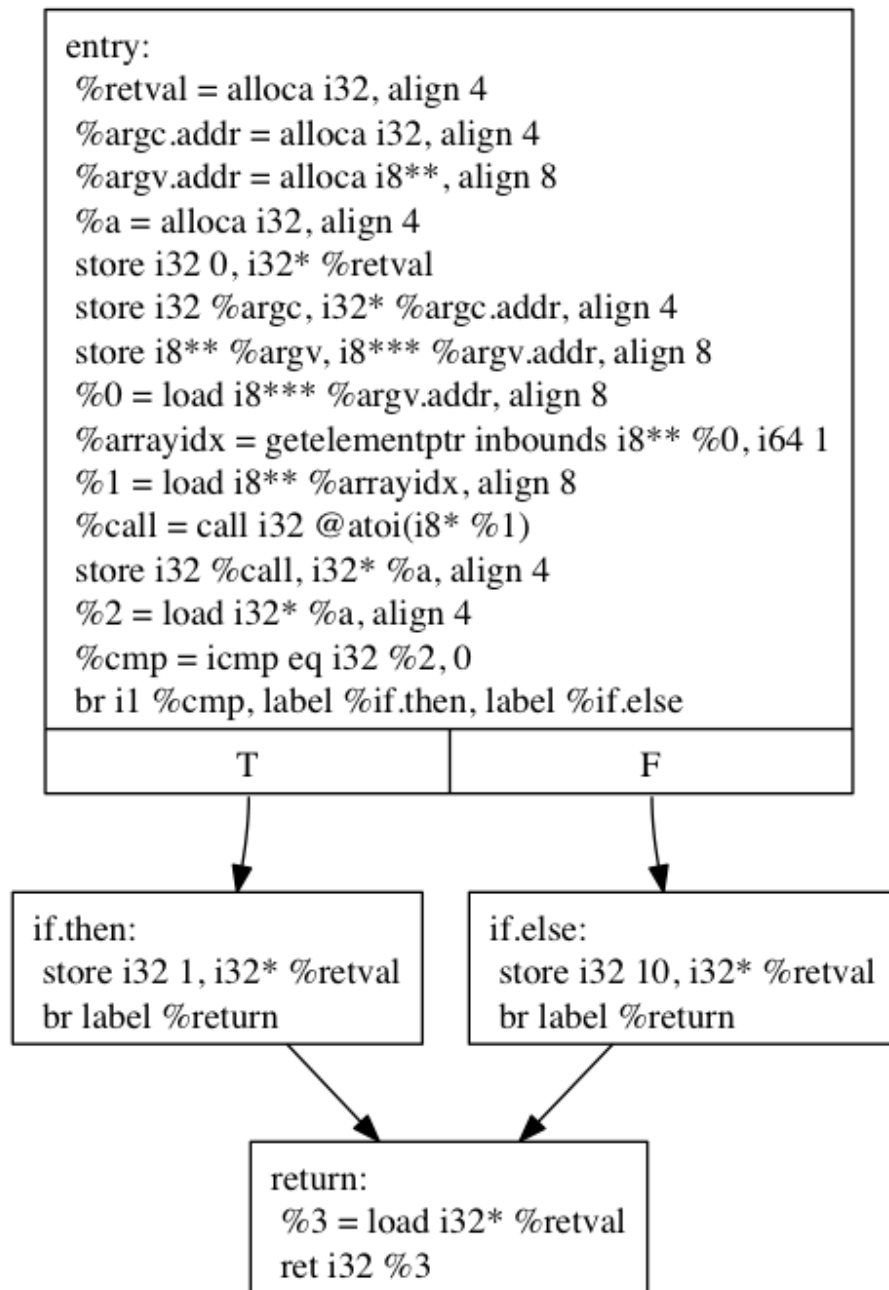 entry:
%retval = alloca i32, align 4
%argc.addr = alloca i32, align 4
%argv.addr = alloca i8**, align 8
%a = alloca i32, align 4
store i32 0, i32* %retval
store i32 %argc, i32* %argc.addr, align 4
store i8** %argv, i8*** %argv.addr, align 8
%0 = load i8*** %argv.addr, align 8
%arrayidx = getelementptr inbounds i8** %0, i64 1
%1 = load i8** %arrayidx, align 8
%call = call i32 @atoi(i8* %1)
store i32 %call, i32* %a, align 4
%2 = load i32* %a, align 4
%cmp = icmp eq i32 %2, 0
br i1 %cmp, label %if.then, label %if.else
T
F
if.then:
store i32 1, i32* %retval
br label %return
if.else:
store i32 10, i32* %retval
br label %return
return:
%3 = load i32* %retval
ret i32 %3